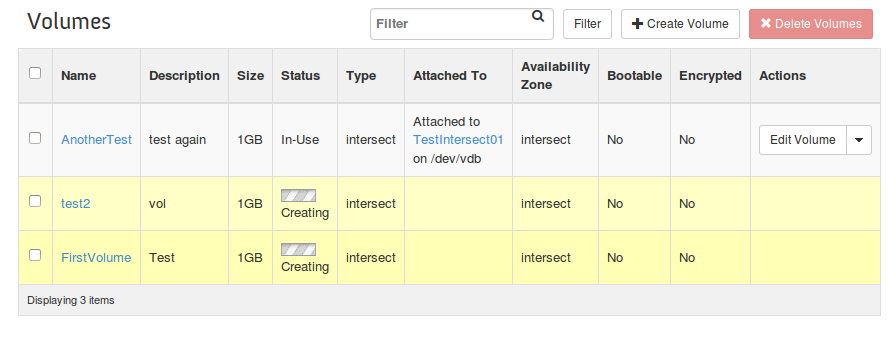 Volumes
Filter
Filter
Create Volume
Delete Volumes
Name Description Size Status Type Attached To Availability Zone Bootable Encrypted Actions
AnotherTest test again 1GB In-Use intersect Attached to TestIntersect01 on /dev/vdb intersect No No Edit Volume
test2 vol 1GB Creating intersect intersect No No
FirstVolume Test 1GB Creating intersect intersect No No
Displaying 3 items